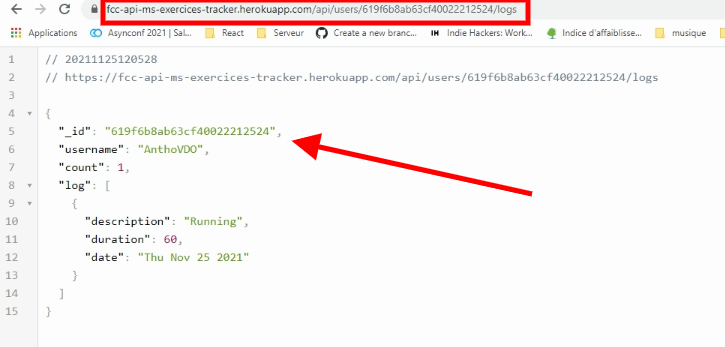 fcc-api-ms-exercices-tracker.herokuapp.com/api/users/619f6b8ab63cf40022212524/logs
Applications Asynconf 2021 | Sal... React Serveur Create a new branc... IH Indie Hackers: Work... Indice d'affaiblisse... musique
1 // 20211125120528
2 // https://fcc-api-ms-exercices-tracker.herokuapp.com/api/users/619f6b8ab63cf40022212524/logs
3
4 {
5 "_id": "619f6b8ab63cf40022212524",
6 "username": "AnthoVDO",
7 "count": 1,
8 "log": [
9 {
10 "description": "Running",
11 "duration": 60,
12 "date": "Thu Nov 25 2021"
13 }
14 ]
15 }